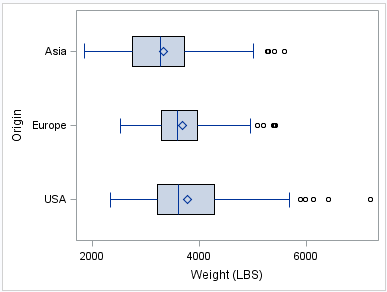 Origin
Asia
Europe
USA
2000
4000
6000
Weight (LBS)